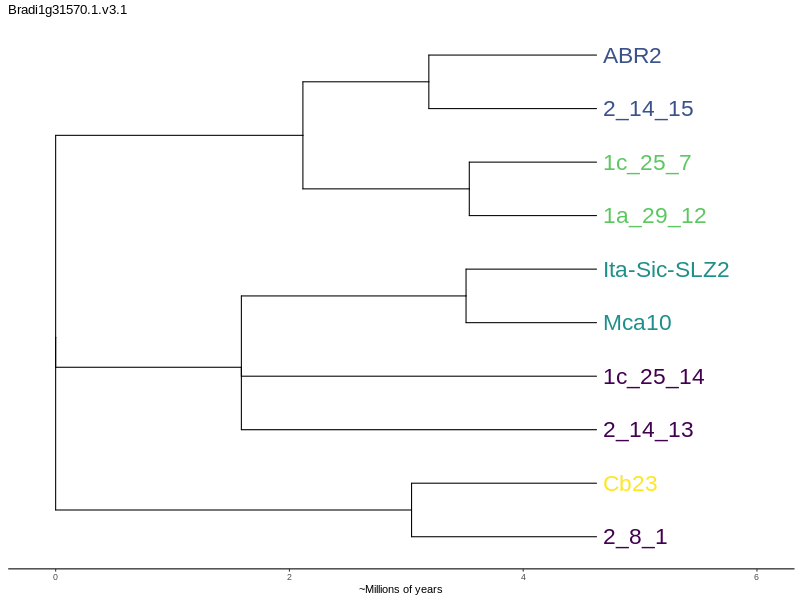 Bradi1g31570.1.v3.1
ABR2
2_14_15
1c_25_7
1a_29_12
Ita-Sic-SLZ2
Mca10
1c_25_14
2_14_13
Cb23
2_8_1
0 2 4 6
~Millions of years